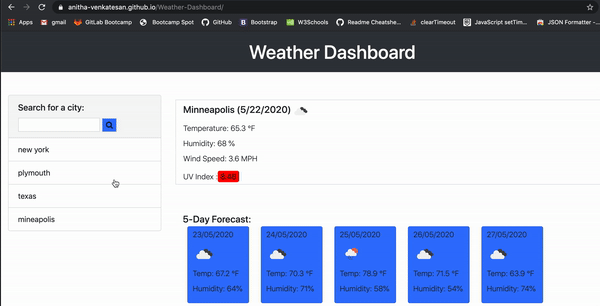 anitha-venkatesan.github.io/Weather-Dashboard/
Apps gmail GitLab Bootcamp Bootcamp Spot GitHub Bootstrap W3Schools Readme Cheatshe... clearTimeout JavaScript setTim... JSON Formatter -...
Weather Dashboard
Search for a city:
new york
plymouth
texas
mineapolis
Minneapolis (5/22/2020)
Temperature: 65.3 °F
Humidity: 68 %
Wind Speed: 3.6 MPH
UV Index :
5-Day Forecast:
23/05/2020 24/05/2020 25/05/2020 26/05/2020 27/05/2020
Temp: 67.2 °F Temp: 70.3 °F Temp: 78.9 °F Temp: 71.5 °F Temp: 63.9 °F
Humidity: 64% Humidity: 71% Humidity: 58% Humidity: 54% Humidity: 74%